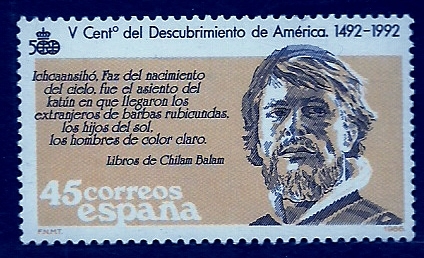 500
V Centº del Descubrimiento de América. 1492-1992
Ichcaansihó, Faz del nacimiento
del cielo, fue el asiento del
katún en que llegaron los
extranjeros de barbas rubicundas,
los hijos del sol,
los hombres de color claro.
Libros de Chilam Balam
45 correos
españa
F.N.M.T.
1986